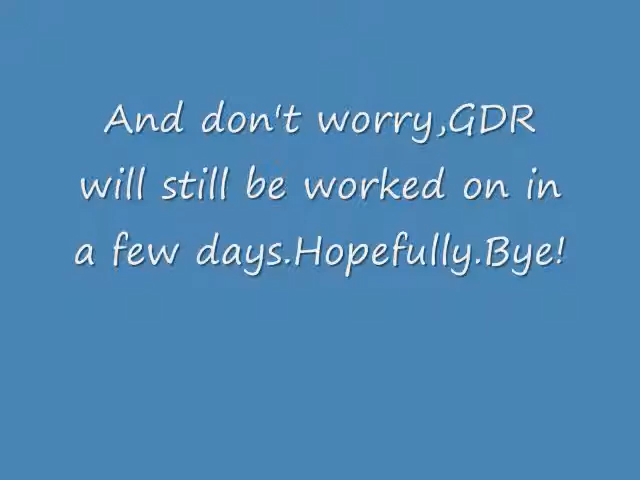 And don't worry,GDR
will still be worked on in
a few days.Hopefully.Bye!